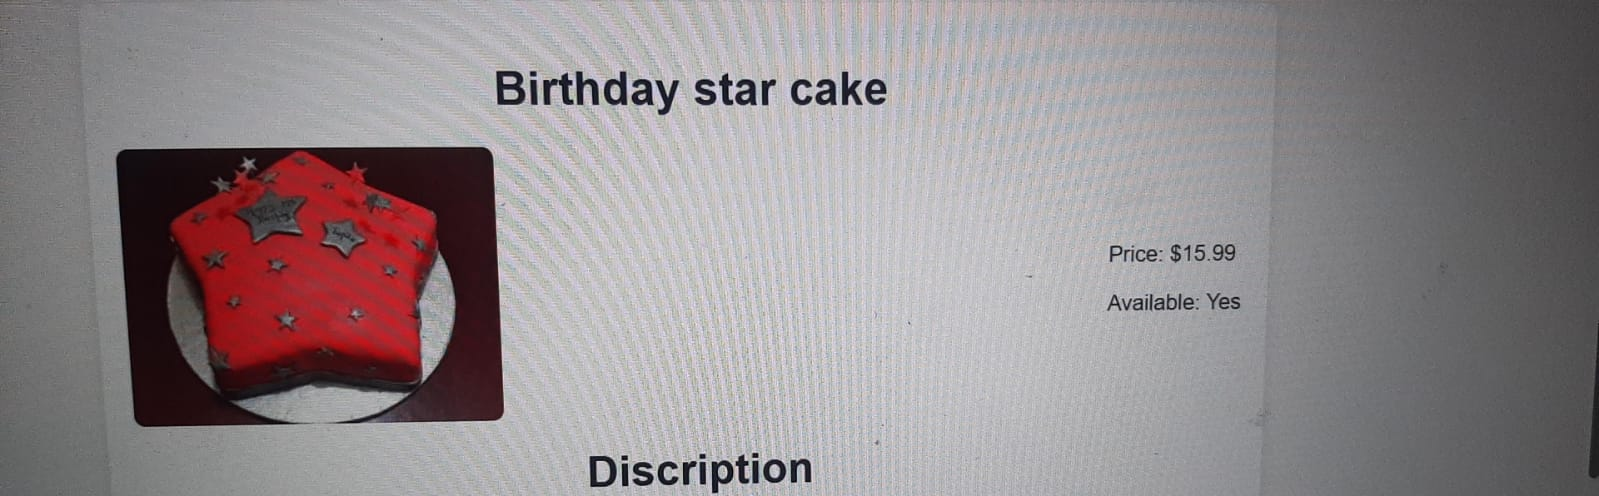 Birthday star cake
Price: $15.99
Available: Yes
Discription